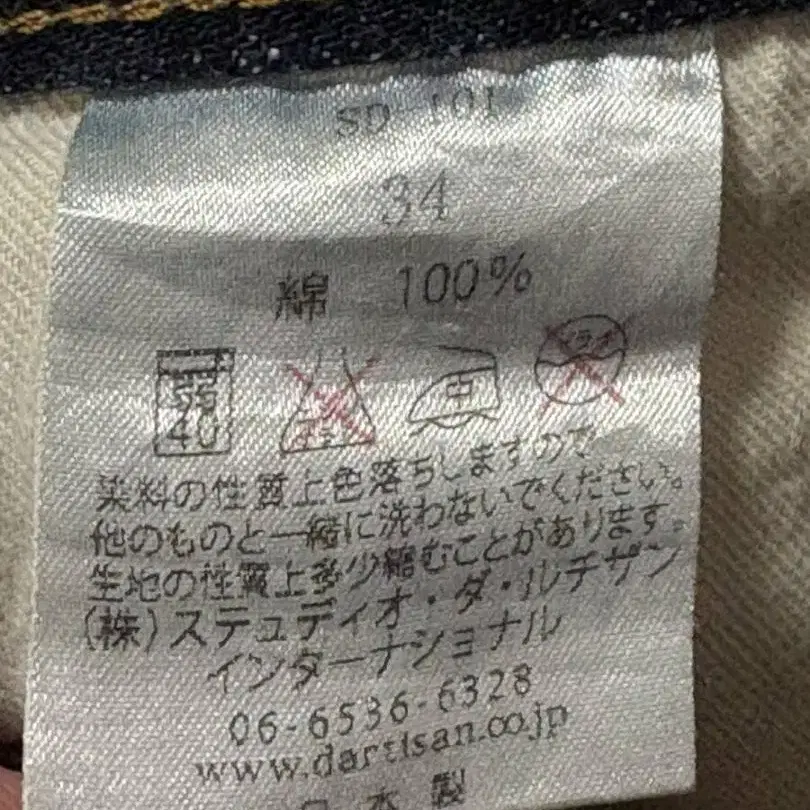 SD-101
34
綿 100%
弱
40
中
ドライ
染料の性質上色落ちしますので
他のものと一緒に洗わないでください。
生地の性質上多少縮むことがあります。
(株)ステュディオ・ダ・ルチザン
インターナショナル
06-6536-6328
www.dartisan.co.jp
日本製